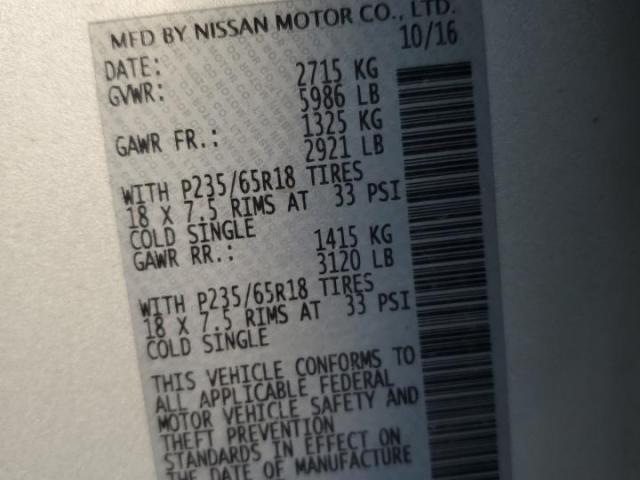 MFD BY NISSAN MOTOR CO., LTD.
DATE: 10/16
GVWR: 2715 KG
5986 LB
GAWR FR.: 1325 KG
2921 LB
WITH P235/65R18 TIRES
18 X 7.5 RIMS AT 33 PSI
COLD SINGLE
GAWR RR.: 1415 KG
3120 LB
WITH P235/65R18 TIRES
18 X 7.5 RIMS AT 33 PSI
COLD SINGLE
THIS VEHICLE CONFORMS TO
ALL APPLICABLE FEDERAL
MOTOR VEHICLE SAFETY AND
THEFT PREVENTION
STANDARDS IN EFFECT ON
THE DATE OF MANUFACTURE